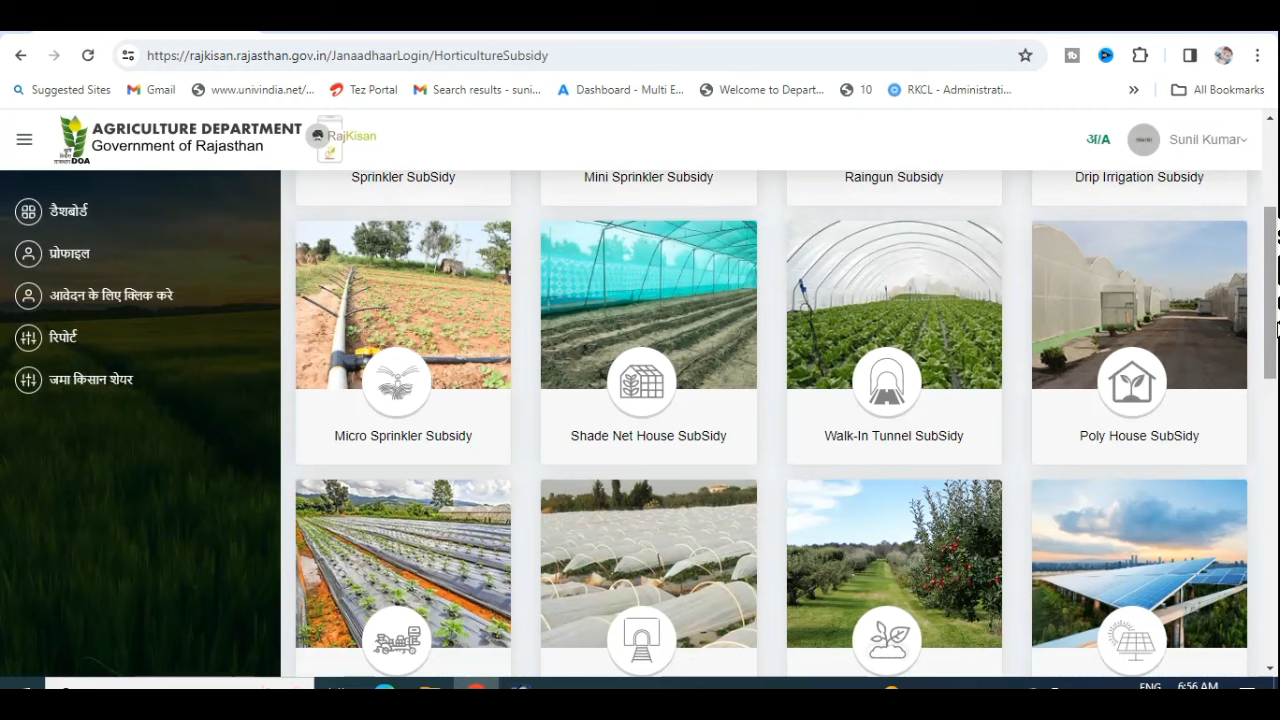 https://rajkisan.rajasthan.gov.in/JanaadhaarLogin/HorticultureSubsidy
Suggested Sites Gmail www.univindia.net/... Tez Portal Search results - suni... Dashboard - Multi E... Welcome to Depart... 10 RKCL - Administrati... » All Bookmarks
AGRICULTURE DEPARTMENT
Government of Rajasthan
DOA
RajKisan
अ/A
Sunil Kumar
डैशबोर्ड
प्रोफाइल
आवेदन के लिए क्लिक करे
रिपोर्ट
जमा किसान शेयर
Sprinkler SubSidy Mini Sprinkler Subsidy Raingun Subsidy Drip Irrigation Subsidy
Micro Sprinkler Subsidy Shade Net House SubSidy Walk-In Tunnel SubSidy Poly House SubSidy
ENG 6:56 AM